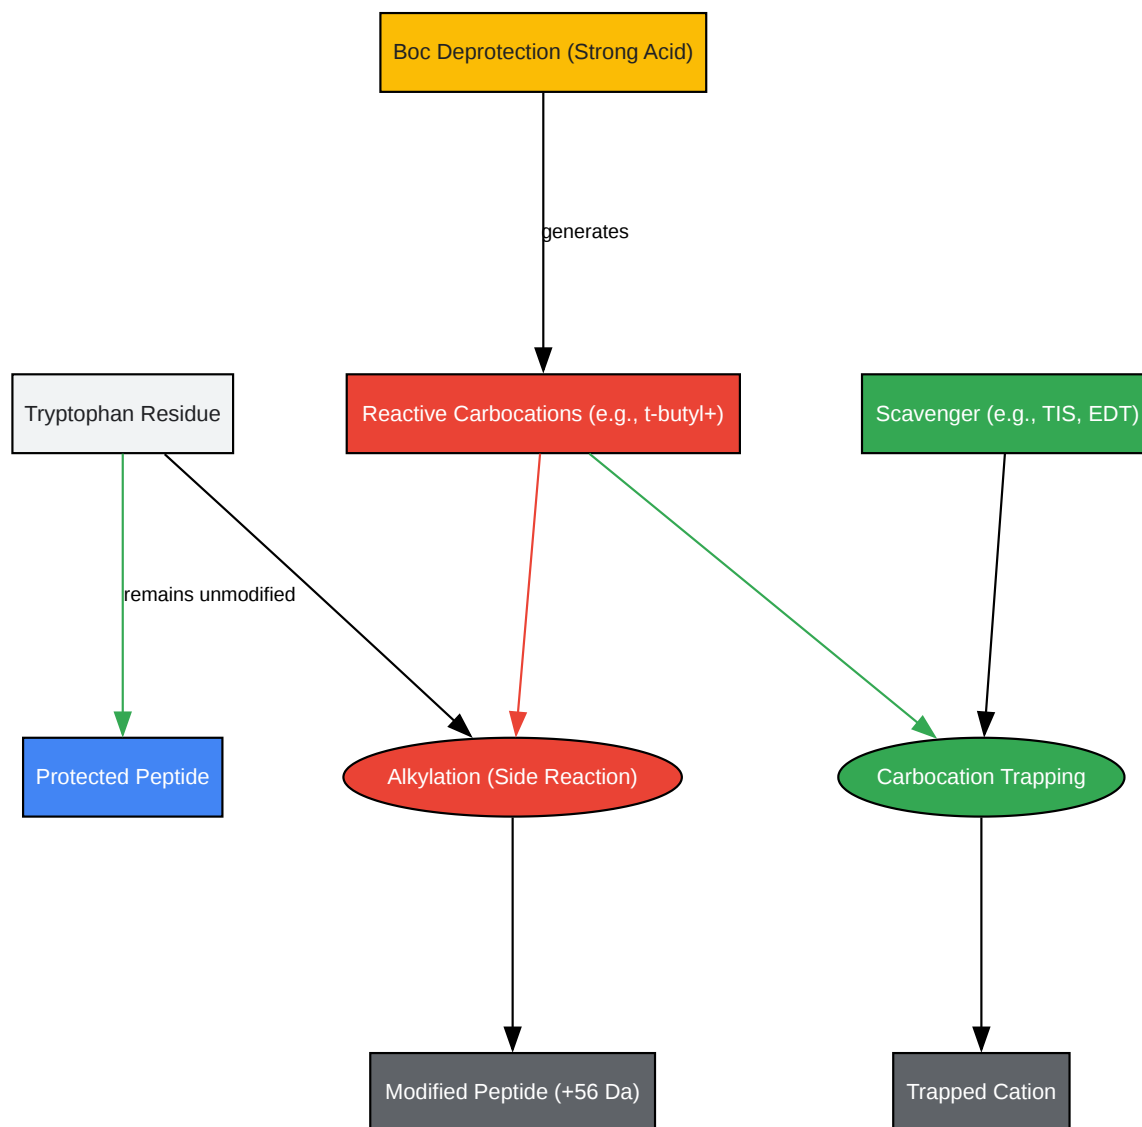 Boc Deprotection (Strong Acid)
generates
Tryptophan Residue
Reactive Carbocations (e.g., t-butyl+)
Scavenger (e.g., TIS, EDT)
remains unmodified
Protected Peptide
Alkylation (Side Reaction)
Carbocation Trapping
Modified Peptide (+56 Da)
Trapped Cation